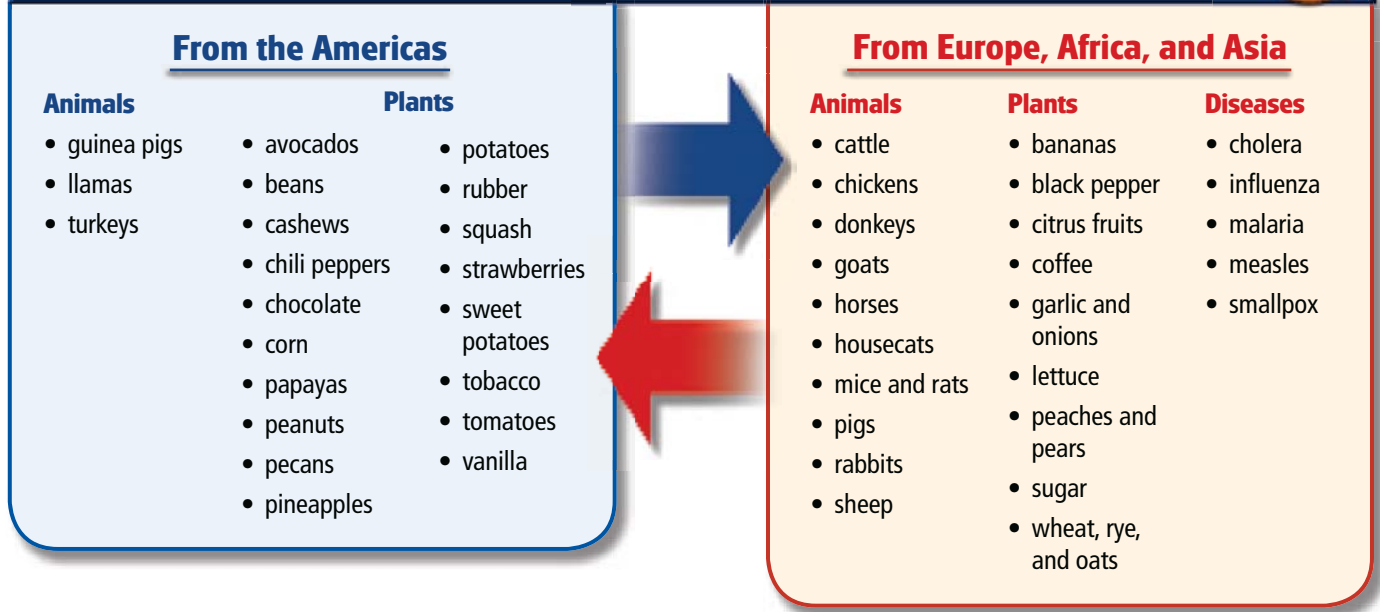 From the Americas
Animals
• guinea pigs
• llamas
• turkeys
Plants
• avocados
• beans
• cashews
• chili peppers
• chocolate
• corn
• papayas
• peanuts
• pecans
• pineapples
• potatoes
• rubber
• squash
• strawberries
• sweet
potatoes
• tobacco
• tomatoes
• vanilla
From Europe, Africa, and Asia
Animals
• cattle
• chickens
• donkeys
• goats
• horses
• housecats
• mice and rats
• pigs
• rabbits
• sheep
Plants
• bananas
• black pepper
• citrus fruits
• coffee
• garlic and
onions
• lettuce
• peaches and
pears
• sugar
• wheat, rye,
and oats
Diseases
• cholera
• influenza
• malaria
• measles
• smallpox